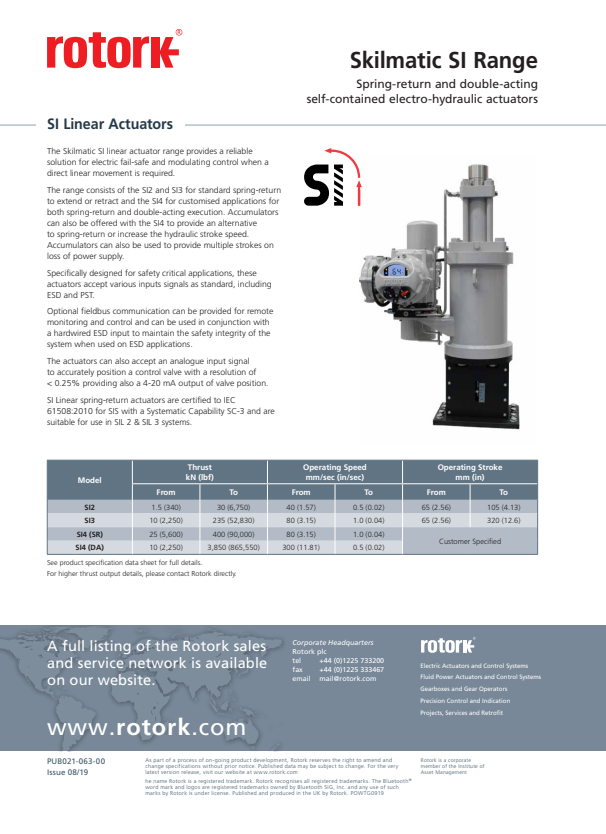 rotork®
Skilmatic SI Range
Spring-return and double-acting
self-contained electro-hydraulic actuators
SI Linear Actuators
The Skilmatic SI linear actuator range provides a reliable
solution for electric fail-safe and modulating control when a
direct linear movement is required.
The range consists of the SI2 and SI3 for standard spring-return
to extend or retract and the SI4 for customised applications for
both spring-return and double-acting execution. Accumulators
can also be offered with the SI4 to provide an alternative
to spring-return or increase the hydraulic stroke speed.
Accumulators can also be used to provide multiple strokes on
loss of power supply.
Specifically designed for safety critical applications, these
actuators accept various inputs signals as standard, including
ESD and PST.
Optional fieldbus communication can be provided for remote
monitoring and control and can be used in conjunction with
a hardwired ESD input to maintain the safety integrity of the
system when used on ESD applications.
The actuators can also accept an analogue input signal
to accurately position a control valve with a resolution of
< 0.25% providing also a 4-20 mA output of valve position.
SI Linear spring-return actuators are certified to IEC
61508:2010 for SIS with a Systematic Capability SC-3 and are
suitable for use in SIL 2 & SIL 3 systems.
SI
64
Model Thrust kN (lbf) Operating Speed mm/sec (in/sec) Operating Stroke mm (in)
From To From To From To
SI2 1.5 (340) 30 (6,750) 40 (1.57) 0.5 (0.02) 65 (2.56) 105 (4.13)
SI3 10 (2,250) 235 (52,830) 80 (3.15) 1.0 (0.04) 65 (2.56) 320 (12.6)
SI4 (SR) 25 (5,600) 400 (90,000) 80 (3.15) 1.0 (0.04) Customer Specified
SI4 (DA) 10 (2,250) 3,850 (865,550) 300 (11.81) 0.5 (0.02)
See product specification data sheet for full details.
For higher thrust output details, please contact Rotork directly.
A full listing of the Rotork sales
and service network is available
on our website.
www.rotork.com
Corporate Headquarters
Rotork plc
tel +44 (0)1225 733200
fax +44 (0)1225 333467
email mail@rotork.com
rotork®
Electric Actuators and Control Systems
Fluid Power Actuators and Control Systems
Gearboxes and Gear Operators
Precision Control and Indication
Projects, Services and Retrofit
PUB021-063-00
Issue 08/19
As part of a process of on-going product development, Rotork reserves the right to amend and
change specifications without prior notice. Published data may be subject to change. For the very
latest version release, visit our website at www.rotork.com
he name Rotork is a registered trademark. Rotork recognises all registered trademarks. The Bluetooth®
word mark and logos are registered trademarks owned by Bluetooth SIG, Inc. and any use of such
marks by Rotork is under license. Published and produced in the UK by Rotork. POWTG0919
Rotork is a corporate
member of the Institute of
Asset Management